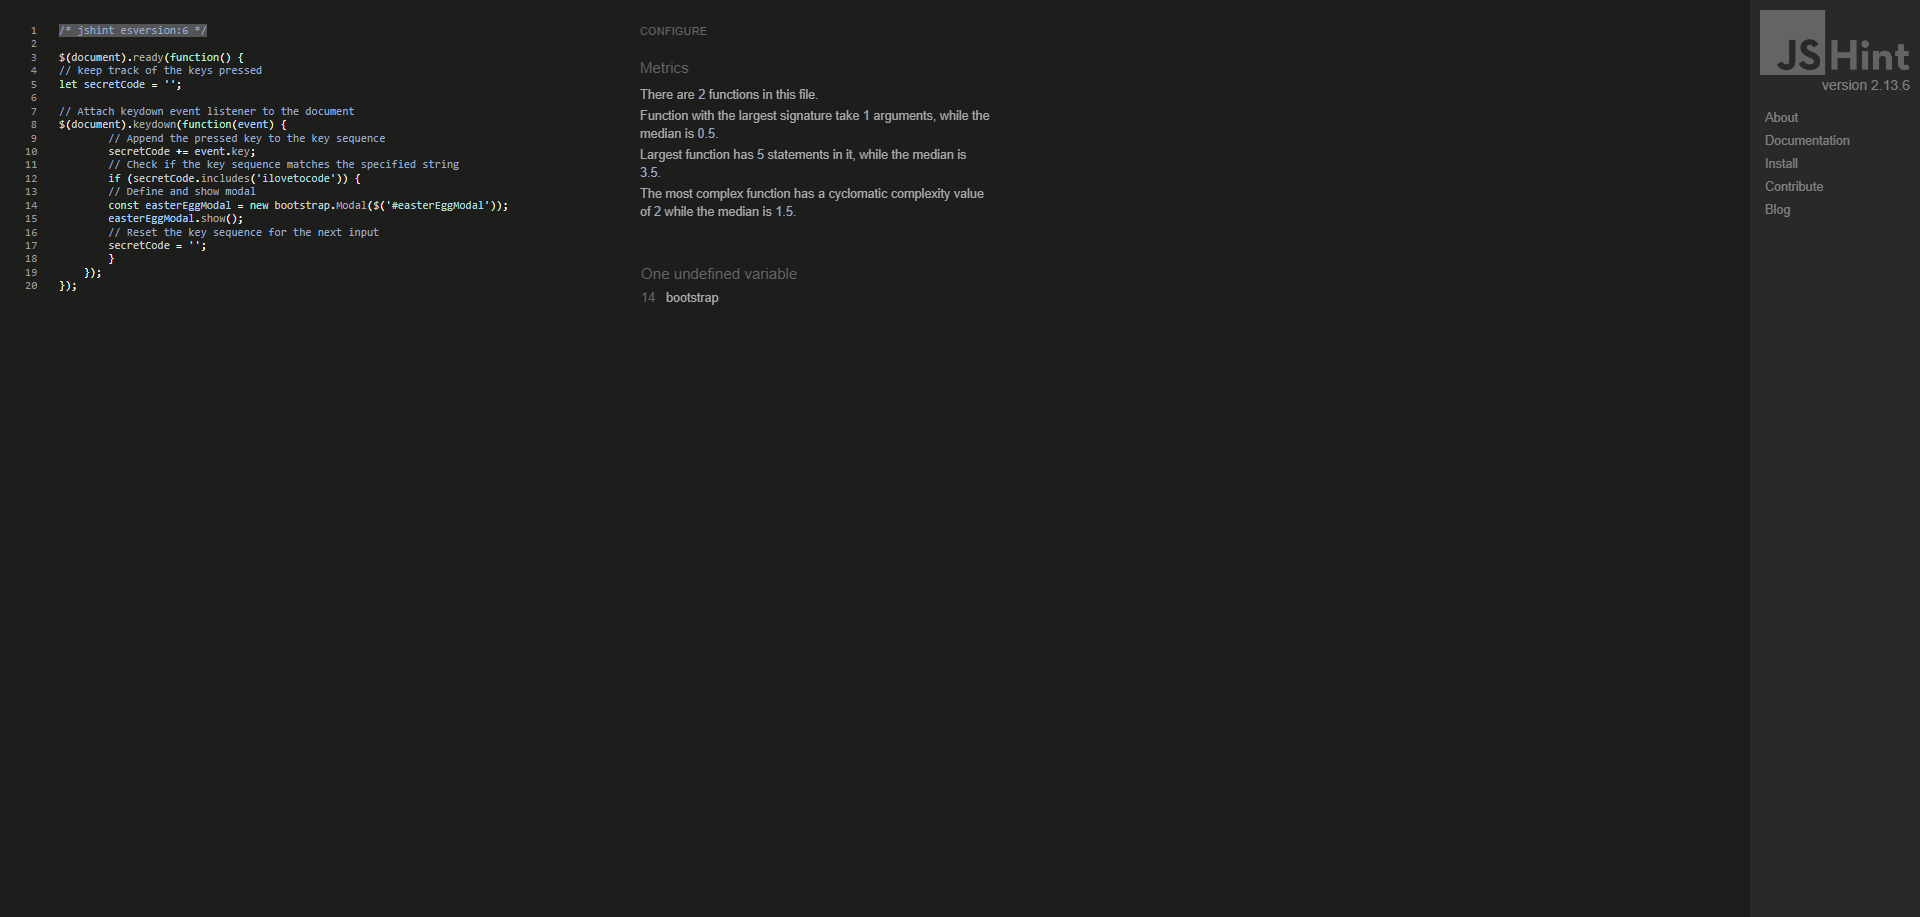 1 /* jshint esversion:6 */
2
3 $(document).ready(function() {
4 // keep track of the keys pressed
5 let secretCode = '';
6
7 // Attach keydown event listener to the document
8 $(document).keydown(function(event) {
9 // Append the pressed key to the key sequence
10 secretCode += event.key;
11 // Check if the key sequence matches the specified string
12 if (secretCode.includes('ilovetocode')) {
13 // Define and show modal
14 const easterEggModal = new bootstrap.Modal($('#easterEggModal'));
15 easterEggModal.show();
16 // Reset the key sequence for the next input
17 secretCode = '';
18 }
19 });
20 });
CONFIGURE
Metrics
There are 2 functions in this file.
Function with the largest signature take 1 arguments, while the
median is 0.5.
Largest function has 5 statements in it, while the median is
3.5.
The most complex function has a cyclomatic complexity value
of 2 while the median is 1.5.
One undefined variable
14 bootstrap
JSHint
version 2.13.6
About
Documentation
Install
Contribute
Blog